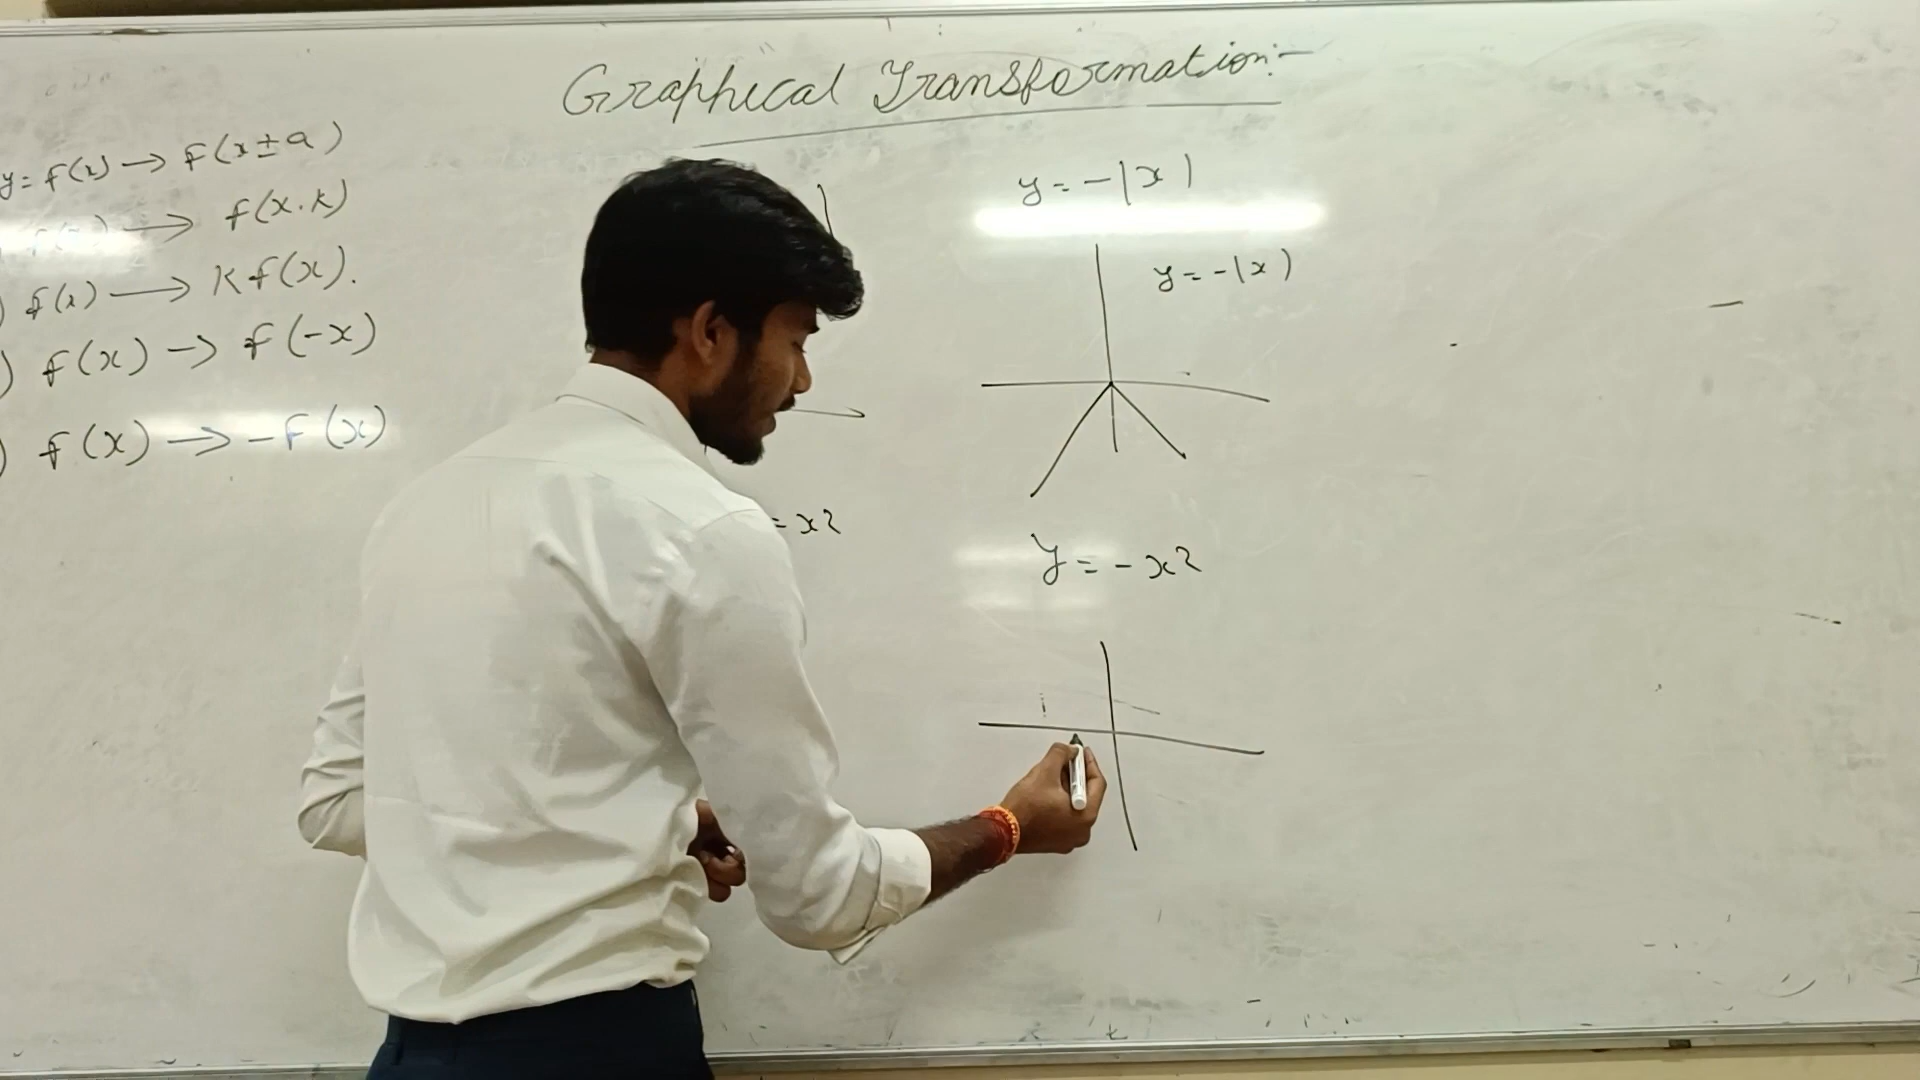 Graphical Transformation:-
y = f(x) → f(x ± a)
f(x) → f(x.k)
) f(x) → K f(x).
) f(x) → f(-x)
) f(x) → -f(x)
y = -|x|
y = -|x|
= x2
y = -x2